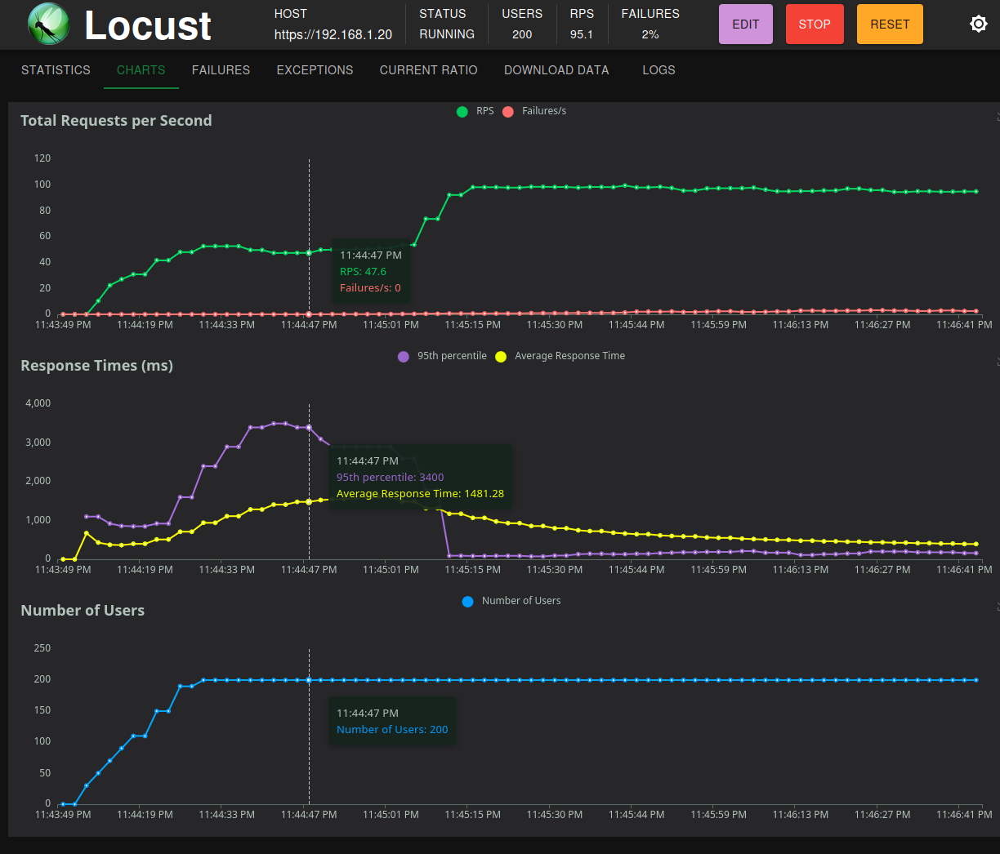 Locust
HOST
https://192.168.1.20
STATUS
RUNNING
USERS
200
RPS
95.1
FAILURES
2%
EDIT
STOP
RESET
STATISTICS CHARTS FAILURES EXCEPTIONS CURRENT RATIO DOWNLOAD DATA LOGS
RPS Failures/s
Total Requests per Second
120
100
80
60
40
20
0
11:44:47 PM
RPS: 47.6
Failures/s: 0
11:43:49 PM 11:44:19 PM 11:44:33 PM 11:44:47 PM 11:45:01 PM 11:45:15 PM 11:45:30 PM 11:45:44 PM 11:45:59 PM 11:46:13 PM 11:46:27 PM 11:46:41 PM
95th percentile Average Response Time
Response Times (ms)
4,000
3,000
2,000
1,000
0
11:44:47 PM
95th percentile: 3400
Average Response Time: 1481.28
11:43:49 PM 11:44:19 PM 11:44:33 PM 11:44:47 PM 11:45:01 PM 11:45:15 PM 11:45:30 PM 11:45:44 PM 11:45:59 PM 11:46:13 PM 11:46:27 PM 11:46:41 PM
Number of Users
Number of Users
250
200
150
100
50
0
11:44:47 PM
Number of Users: 200
11:43:49 PM 11:44:19 PM 11:44:33 PM 11:44:47 PM 11:45:01 PM 11:45:15 PM 11:45:30 PM 11:45:44 PM 11:45:59 PM 11:46:13 PM 11:46:27 PM 11:46:41 PM